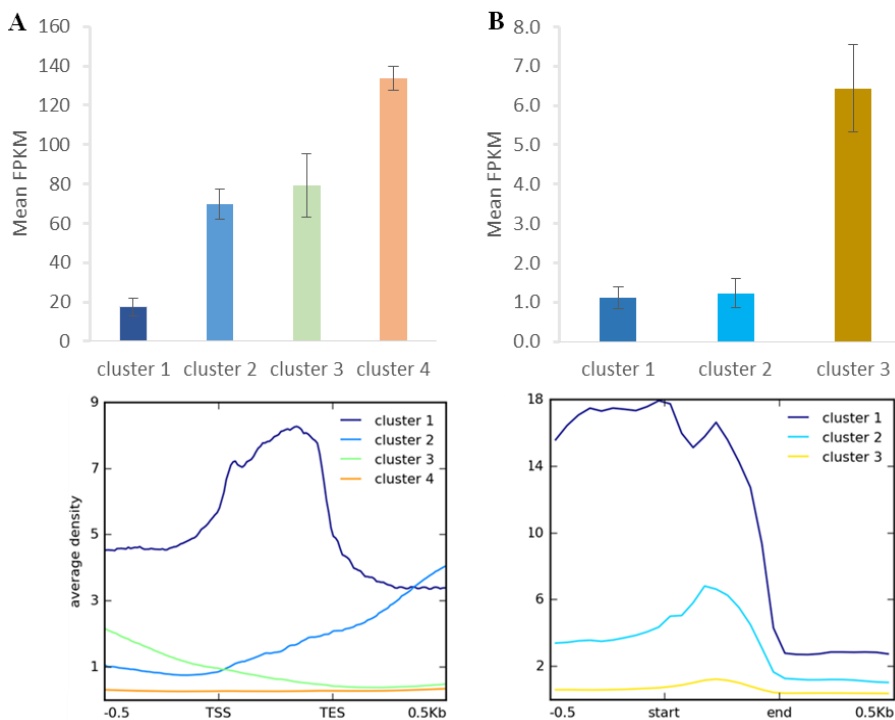 A
B
Mean FPKM
160
140
120
100
80
60
40
20
0
cluster 1 cluster 2 cluster 3 cluster 4
Mean FPKM
8.0
7.0
6.0
5.0
4.0
3.0
2.0
1.0
0.0
cluster 1 cluster 2 cluster 3
average density
9
7
5
3
1
cluster 1
cluster 2
cluster 3
cluster 4
-0.5 TSS TES 0.5Kb
18
14
10
6
2
cluster 1
cluster 2
cluster 3
-0.5 start end 0.5Kb